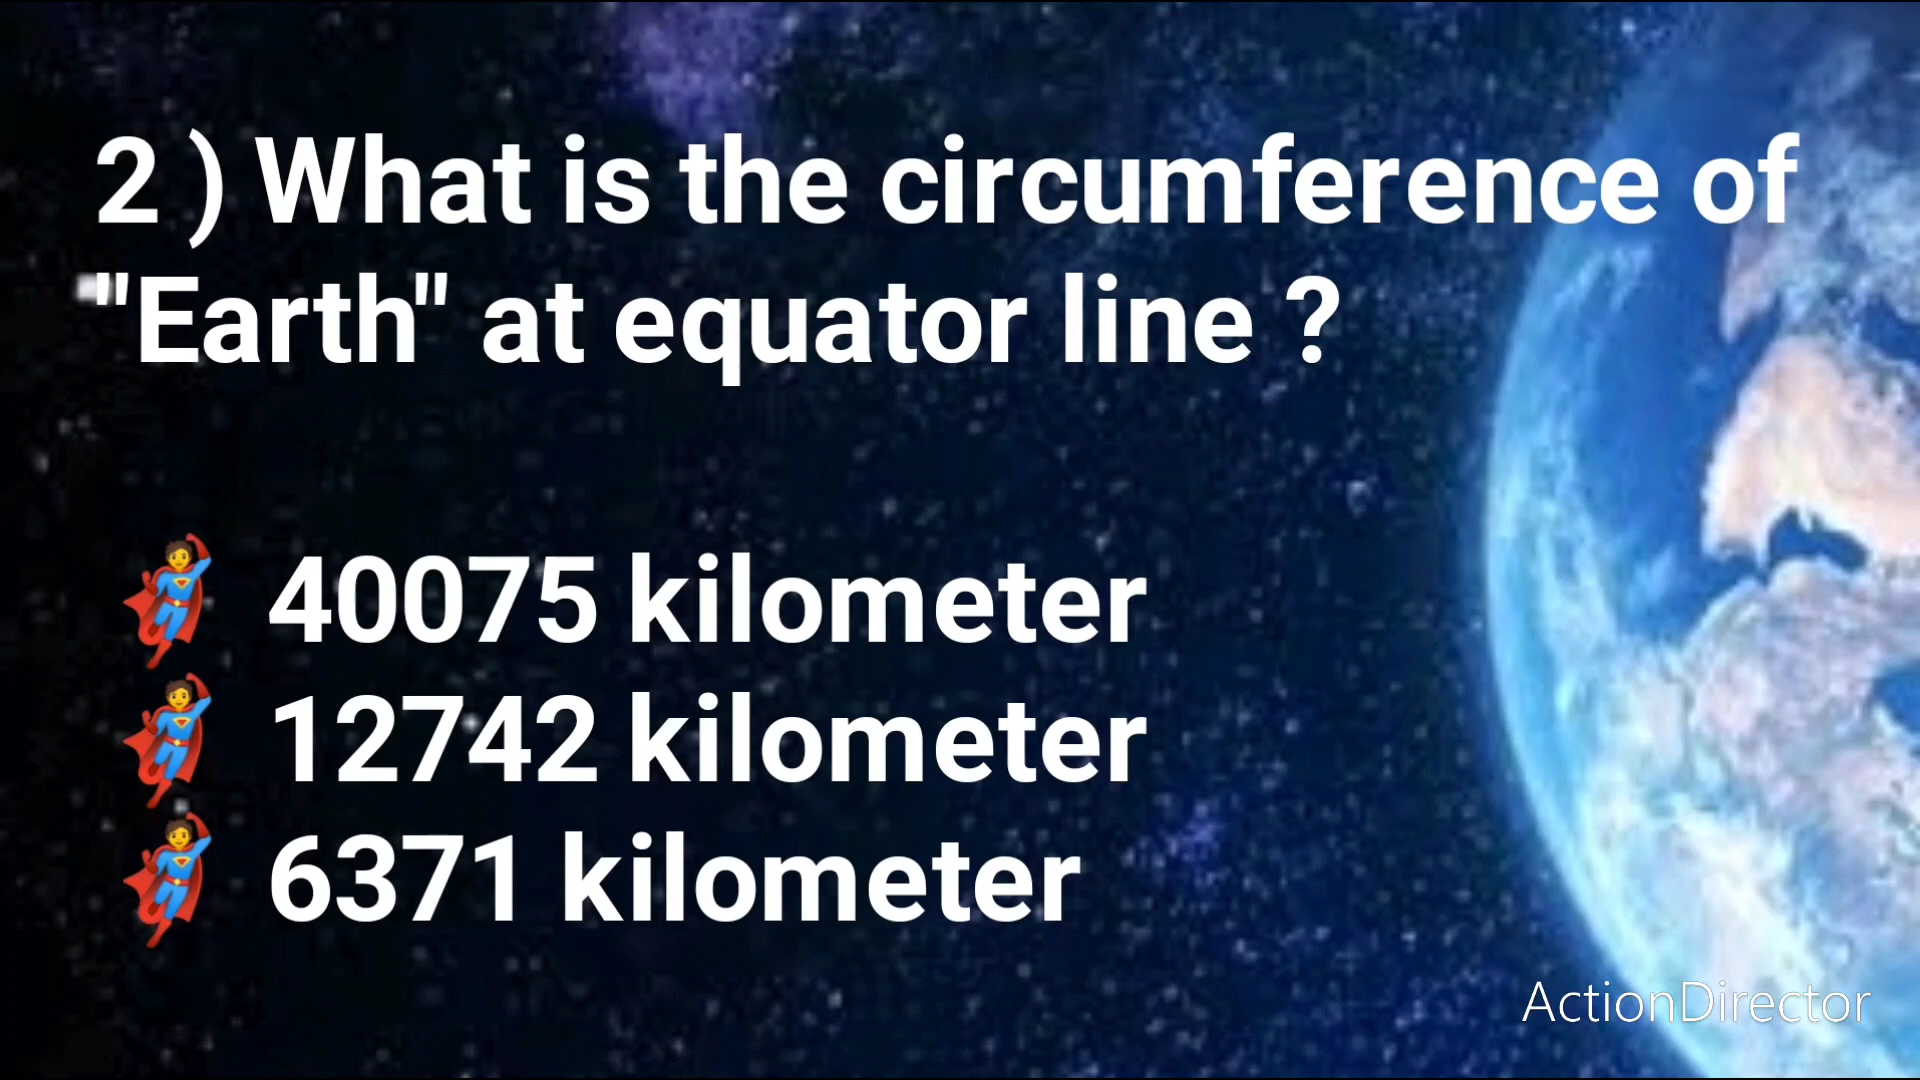 2 ) What is the circumference of
"Earth" at equator line ?
🦸 40075 kilometer
🦸 12742 kilometer
🦸 6371 kilometer
ActionDirector